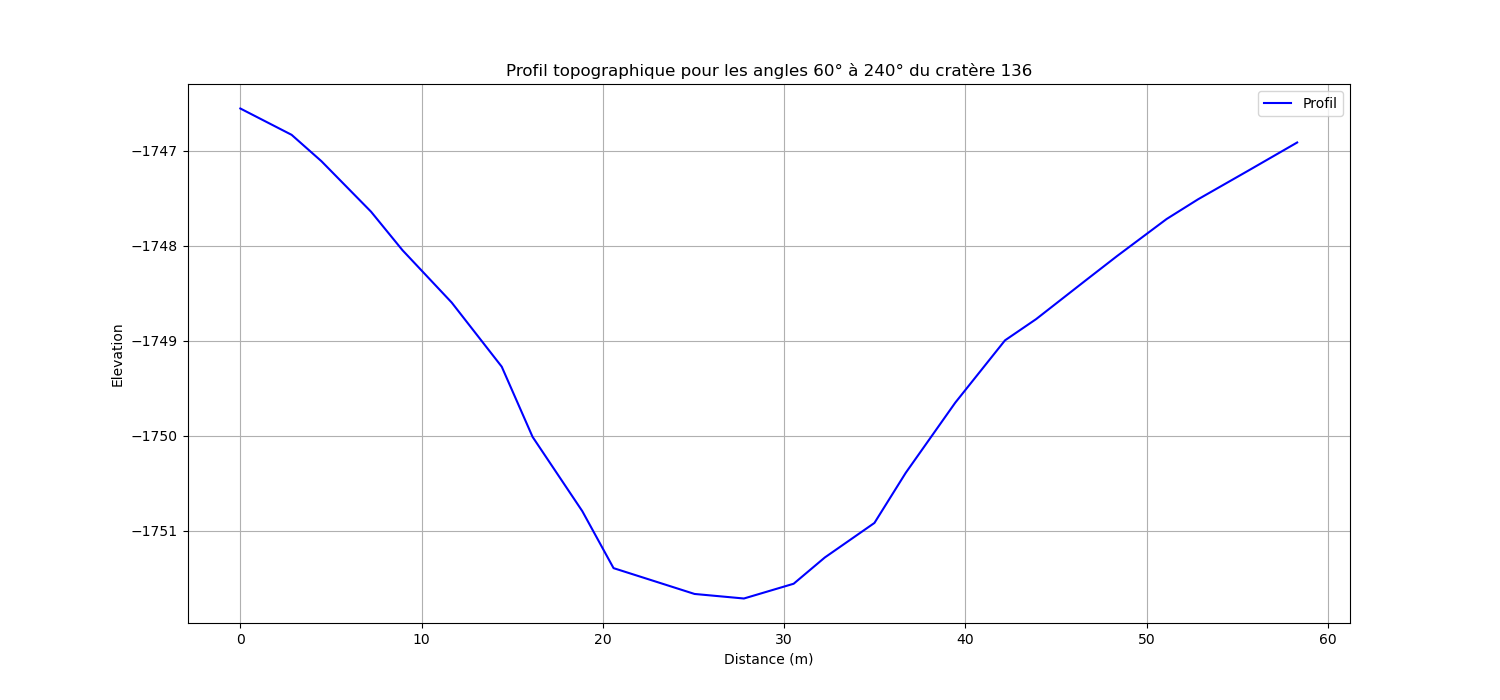 Profil topographique pour les angles 60° à 240° du cratère 136
Profil
−1747
−1748
−1749
−1750
−1751
Elevation
0 10 20 30 40 50 60
Distance (m)